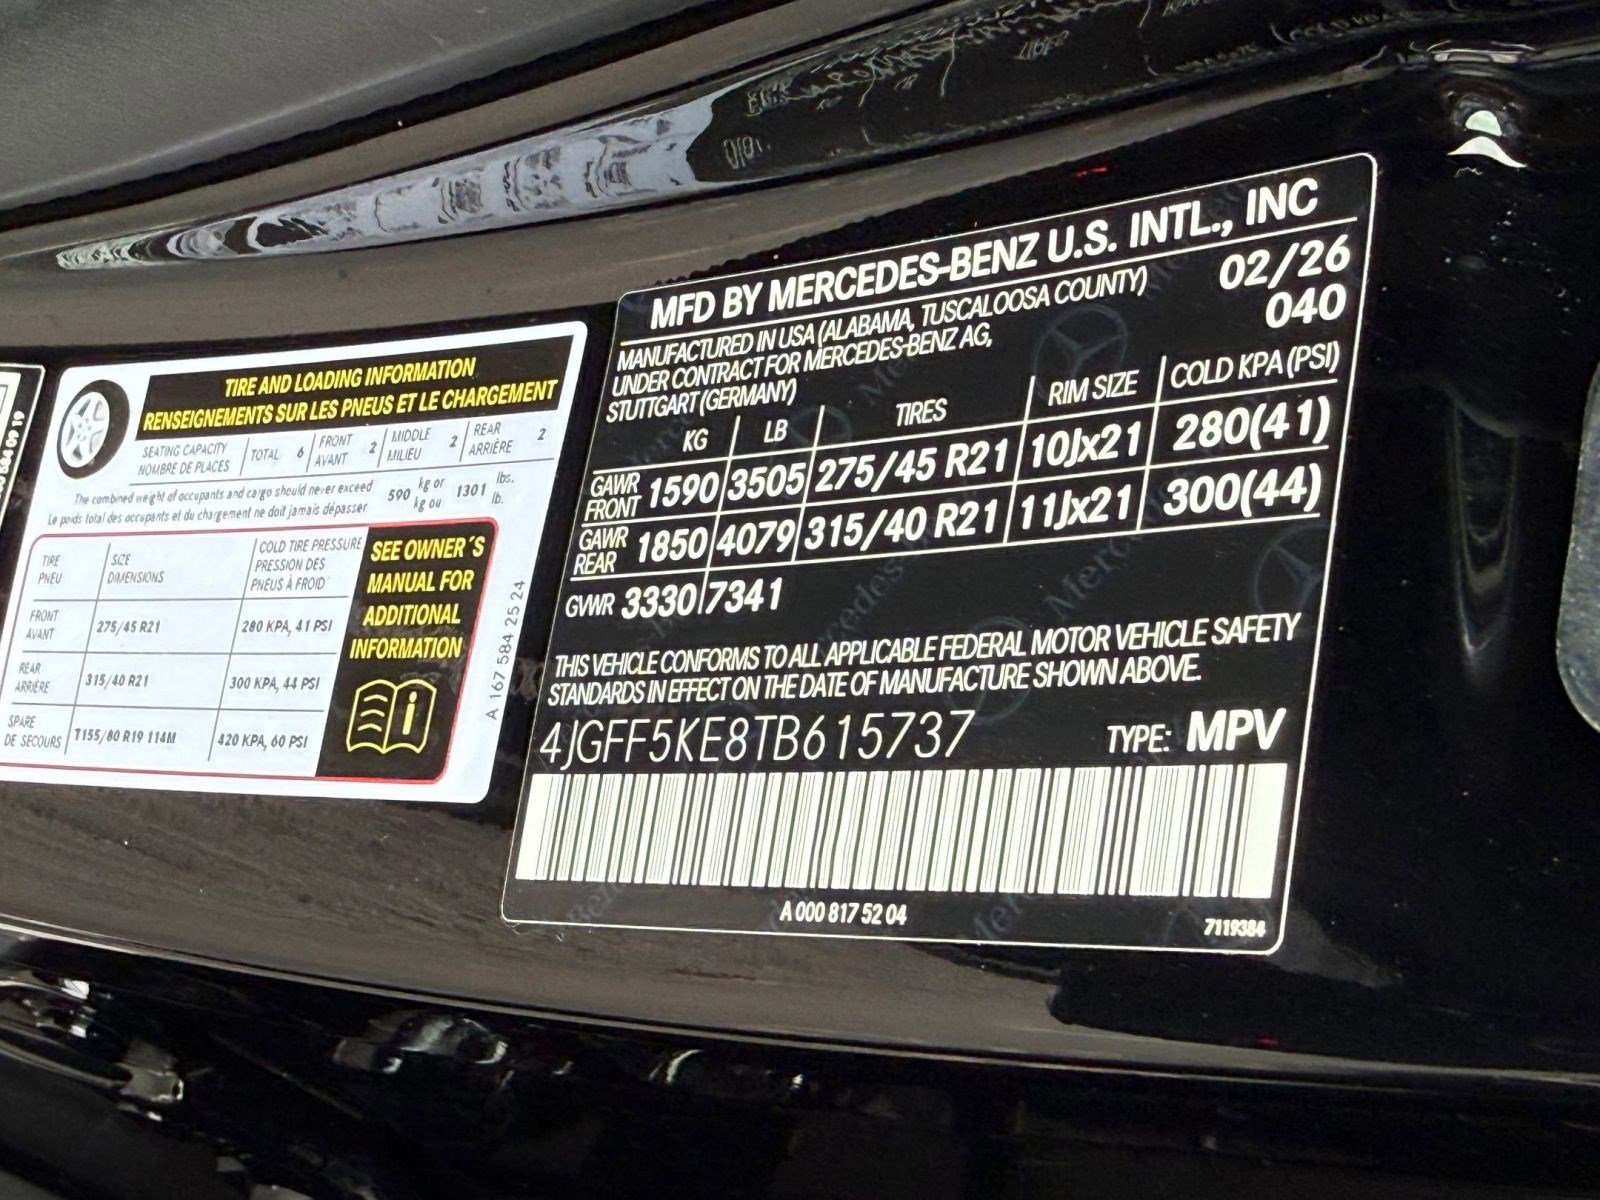 584 09 19
TIRE AND LOADING INFORMATION
RENSEIGNEMENTS SUR LES PNEUS ET LE CHARGEMENT
SEATING CAPACITY
NOMBRE DE PLACES
TOTAL 6
FRONT
AVANT 2
MIDDLE
MILIEU 2
REAR
ARRIÈRE 2
The combined weight of occupants and cargo should never exceed
Le poids total des occupants et du chargement ne doit jamais dépasser
590 kg or
kg ou
1301 lbs.
lb.
TIRE
PNEU
SIZE
DIMENSIONS
COLD TIRE PRESSURE
PRESSION DES
PNEUS À FROID
FRONT
AVANT
275/45 R21
280 KPA, 41 PSI
REAR
ARRIÈRE
315/40 R21
300 KPA, 44 PSI
SPARE
DE SECOURS
T155/80 R19 114M
420 KPA, 60 PSI
SEE OWNER´S
MANUAL FOR
ADDITIONAL
INFORMATION
A 167 584 25 24
MFD BY MERCEDES-BENZ U.S. INTL., INC
MANUFACTURED IN USA (ALABAMA, TUSCALOOSA COUNTY)
UNDER CONTRACT FOR MERCEDES-BENZ AG,
STUTTGART (GERMANY)
02/26
040
KG LB TIRES RIM SIZE COLD KPA (PSI)
GAWR
FRONT 1590 3505 275/45 R21 10Jx21 280(41)
GAWR
REAR 1850 4079 315/40 R21 11Jx21 300(44)
GVWR 3330 7341
THIS VEHICLE CONFORMS TO ALL APPLICABLE FEDERAL MOTOR VEHICLE SAFETY
STANDARDS IN EFFECT ON THE DATE OF MANUFACTURE SHOWN ABOVE.
4JGFF5KE8TB615737 TYPE: MPV
A 000 817 52 04
7119384